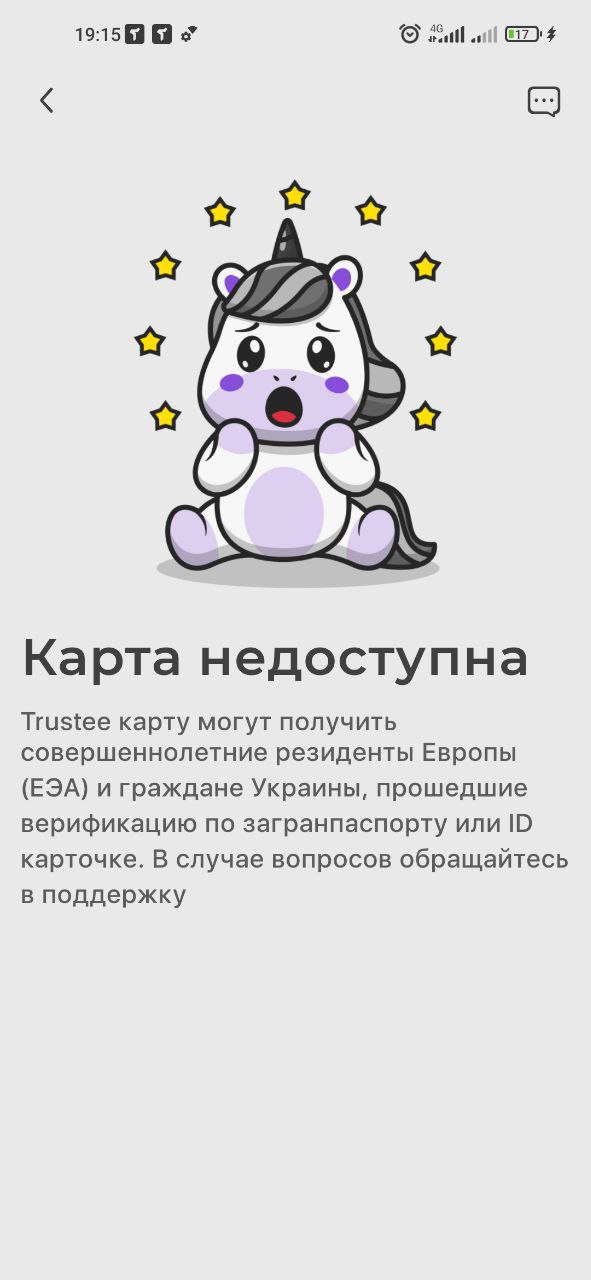 19:15
4G
17
Карта недоступна
Trustee карту могут получить
совершеннолетние резиденты Европы
(ЕЭА) и граждане Украины, прошедшие
верификацию по загранпаспорту или ID
карточке. В случае вопросов обращайтесь
в поддержку